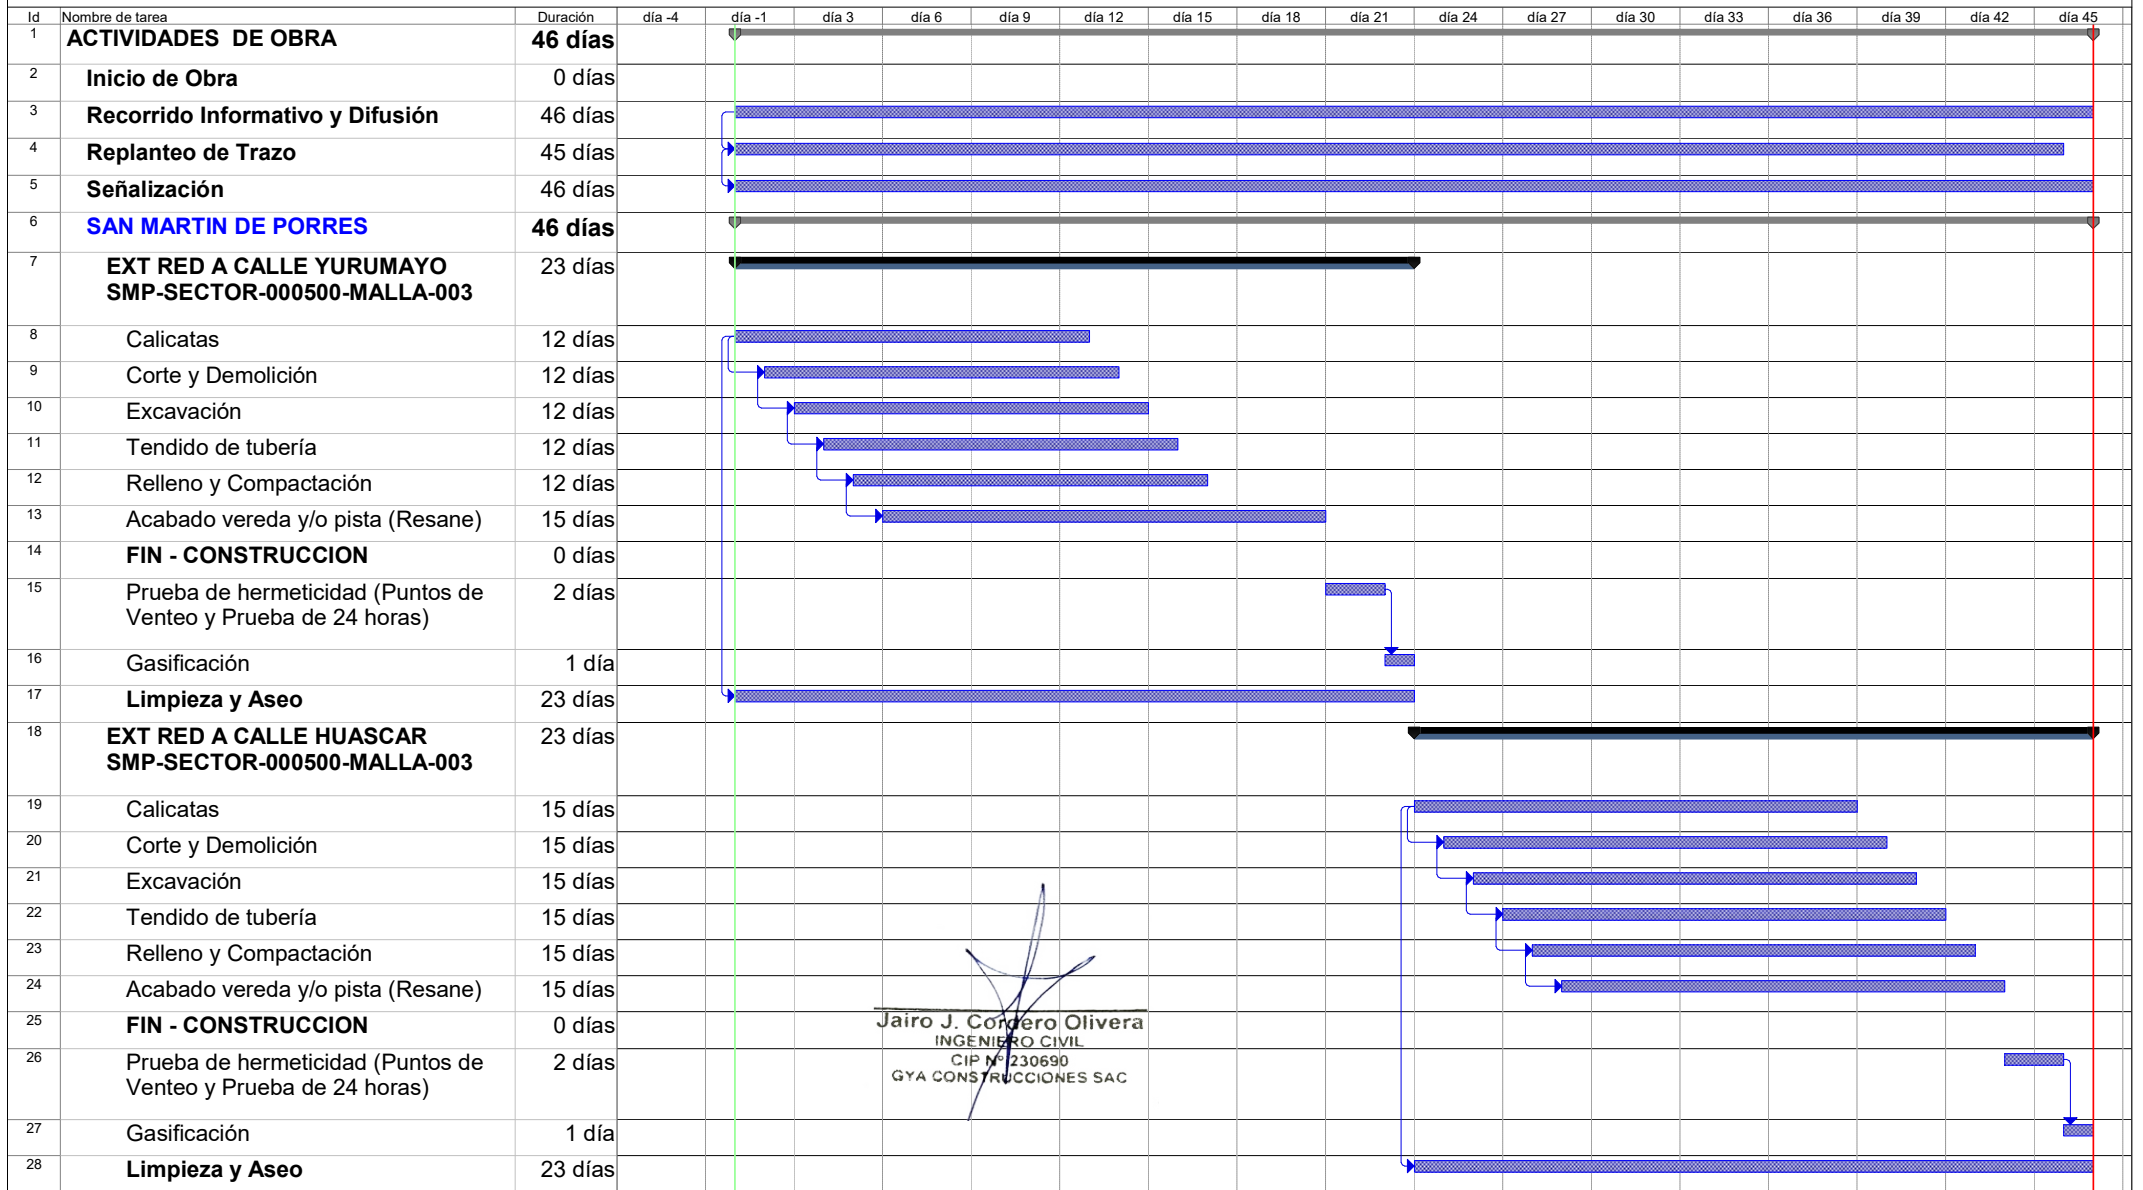 Id Nombre de tarea Duración día -4 día -1 día 3 día 6 día 9 día 12 día 15 día 18 día 21 día 24 día 27 día 30 día 33 día 36 día 39 día 42 día 45
1 ACTIVIDADES DE OBRA 46 días
2 Inicio de Obra 0 días
3 Recorrido Informativo y Difusión 46 días
4 Replanteo de Trazo 45 días
5 Señalización 46 días
6 SAN MARTIN DE PORRES 46 días
7 EXT RED A CALLE YURUMAYO 23 días
SMP-SECTOR-000500-MALLA-003
8 Calicatas 12 días
9 Corte y Demolición 12 días
10 Excavación 12 días
11 Tendido de tubería 12 días
12 Relleno y Compactación 12 días
13 Acabado vereda y/o pista (Resane) 15 días
14 FIN - CONSTRUCCION 0 días
15 Prueba de hermeticidad (Puntos de 2 días
Venteo y Prueba de 24 horas)
16 Gasificación 1 día
17 Limpieza y Aseo 23 días
18 EXT RED A CALLE HUASCAR 23 días
SMP-SECTOR-000500-MALLA-003
19 Calicatas 15 días
20 Corte y Demolición 15 días
21 Excavación 15 días
22 Tendido de tubería 15 días
23 Relleno y Compactación 15 días
24 Acabado vereda y/o pista (Resane) 15 días
25 FIN - CONSTRUCCION 0 días
26 Prueba de hermeticidad (Puntos de 2 días
Venteo y Prueba de 24 horas)
27 Gasificación 1 día
28 Limpieza y Aseo 23 días
Jairo J. Cordero Olivera
INGENIERO CIVIL
CIP N° 230690
GYA CONSTRUCCIONES SAC